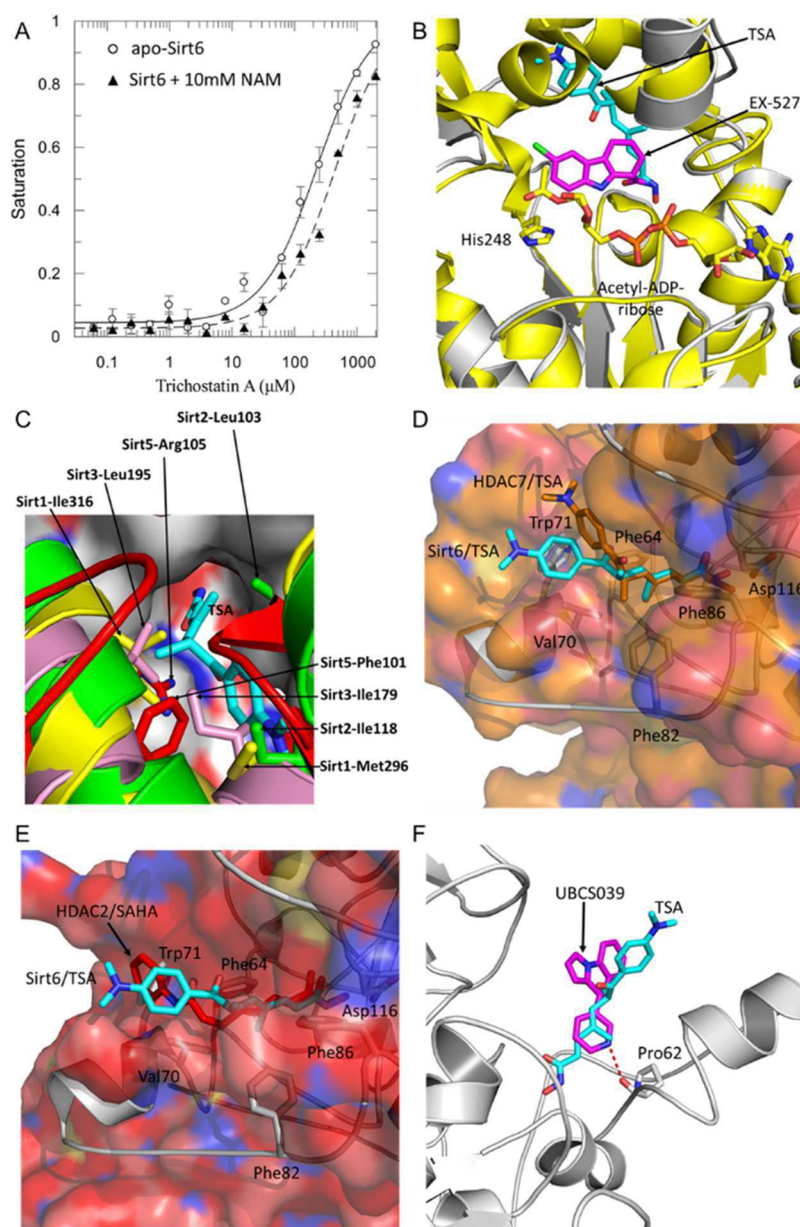 A
apo-Sirt6
Sirt6 + 10mM NAM
Saturation
1
0.8
0.6
0.4
0.2
0
0.1
1
10
100
1000
Trichostatin A (μM)
B
TSA
EX-527
His248
Acetyl-ADP-
ribose
C
Sirt2-Leu103
Sirt5-Arg105
Sirt3-Leu195
Sirt1-Ile316
TSA
Sirt5-Phe101
Sirt3-Ile179
Sirt2-Ile118
Sirt1-Met296
D
HDAC7/TSA
Trp71
Phe64
Sirt6/TSA
Asp116
Phe86
Val70
Phe82
E
HDAC2/SAHA
Trp71
Phe64
Sirt6/TSA
Asp116
Phe86
Val70
Phe82
F
UBCS039
TSA
Pro62